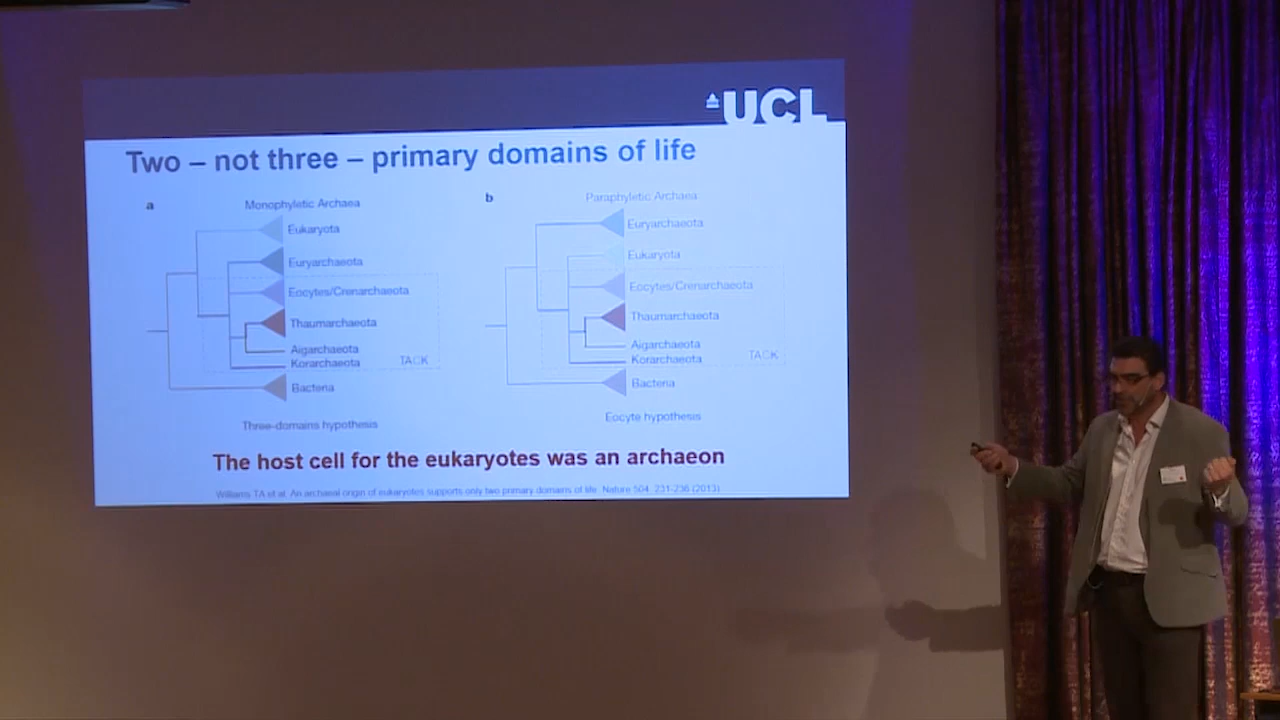 UCL
Two – not three – primary domains of life
a
Monophyletic Archaea
Eukaryota
Euryarchaeota
Eocytes/Crenarchaeota
Thaumarchaeota
Aigarchaeota
Korarchaeota
TACK
Bacteria
Three-domains hypothesis
b
Paraphyletic Archaea
Euryarchaeota
Eukaryota
Eocytes/Crenarchaeota
Thaumarchaeota
Aigarchaeota
Korarchaeota
TACK
Bacteria
Eocyte hypothesis
The host cell for the eukaryotes was an archaeon
Williams TA et al. An archaeal origin of eukaryotes supports only two primary domains of life. Nature 504, 231-236 (2013)